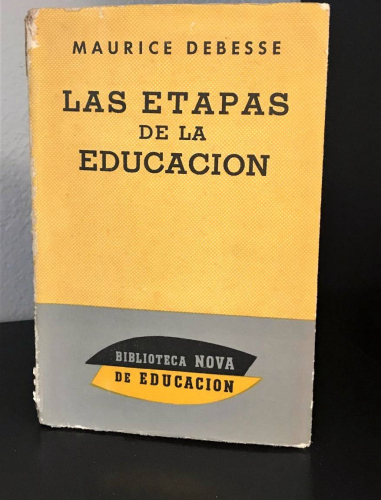 MAURICE DEBESSE
LAS ETAPAS
DE LA
EDUCACION
BIBLIOTECA NOVA
DE EDUCACION